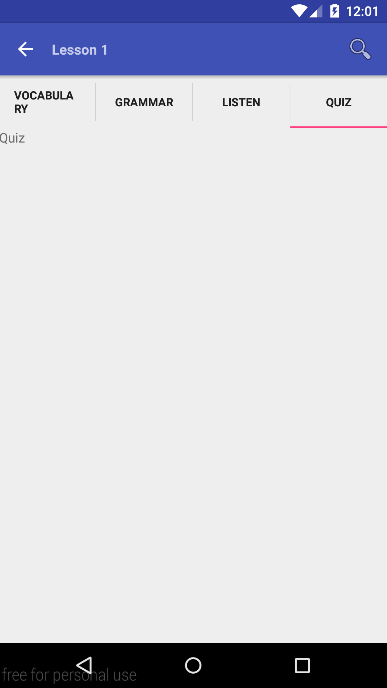 12:01
Lesson 1
VOCABULA
RY
GRAMMAR
LISTEN
QUIZ
Quiz
free for personal use